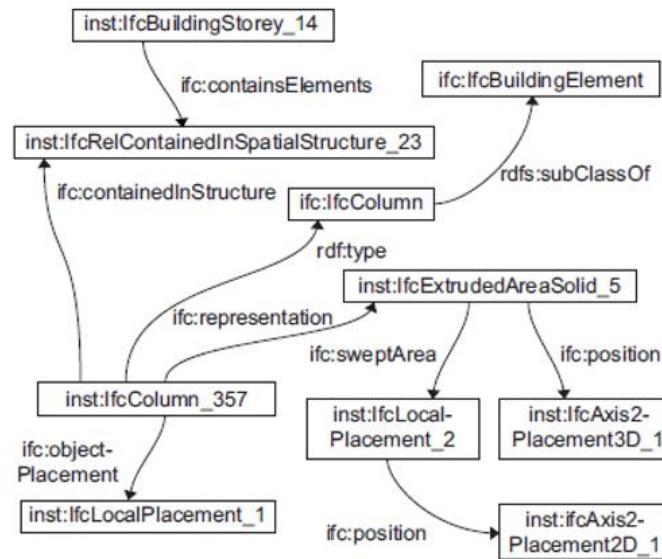 inst:IfcBuildingStorey_14
ifc:containsElements
ifc:IfcBuildingElement
inst:IfcRelContainedInSpatialStructure_23
ifc:containedInStructure
rdfs:subClassOf
ifc:IfcColumn
rdf:type
inst:IfcExtrudedAreaSolid_5
ifc:representation
ifc:sweptArea
ifc:position
inst:IfcColumn_357
inst:IfcLocal-
Placement_2
inst:IfcAxis2-
Placement3D_1
ifc:object-
Placement
inst:IfcLocalPlacement_1
ifc:position
inst:ifcAxis2-
Placement2D_1